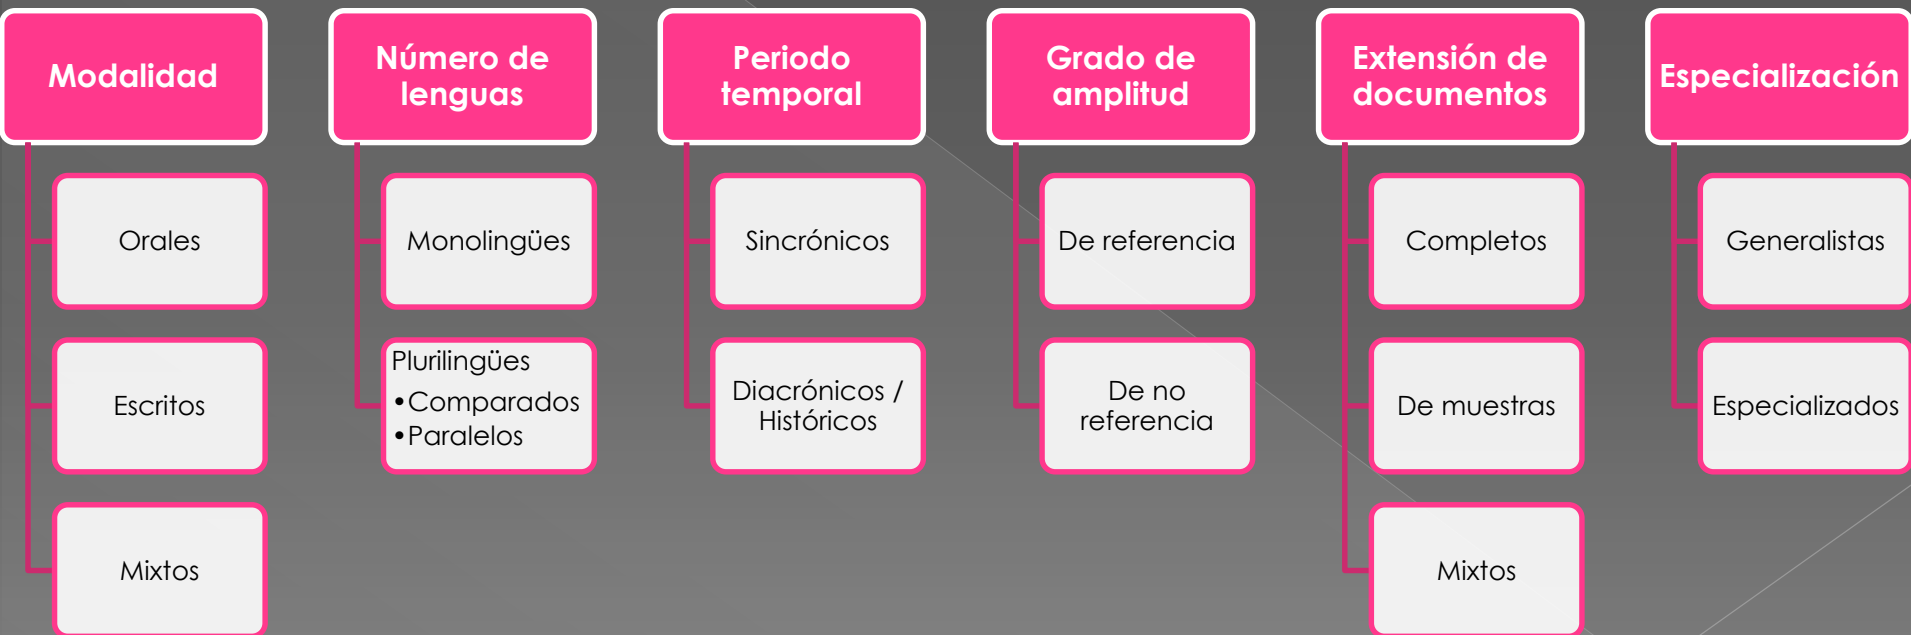 Modalidad
Orales
Escritos
Mixtos
Número de
lenguas
Monolingües
Plurilingües
•Comparados
•Paralelos
Periodo
temporal
Sincrónicos
Diacrónicos /
Históricos
Grado de
amplitud
De referencia
De no
referencia
Extensión de
documentos
Completos
De muestras
Mixtos
Especialización
Generalistas
Especializados